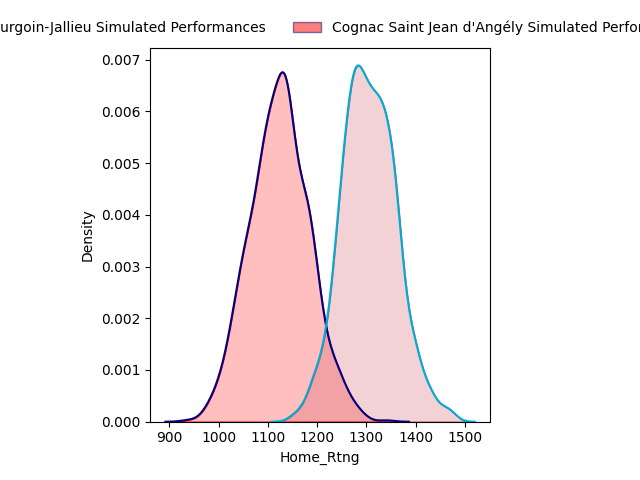 urgoin-Jallieu Simulated Performances
Cognac Saint Jean d'Angély Simulated Perfor
0.007
0.006
0.005
0.004
0.003
0.002
0.001
0.000
Density
900 1000 1100 1200 1300 1400 1500
Home_Rtng